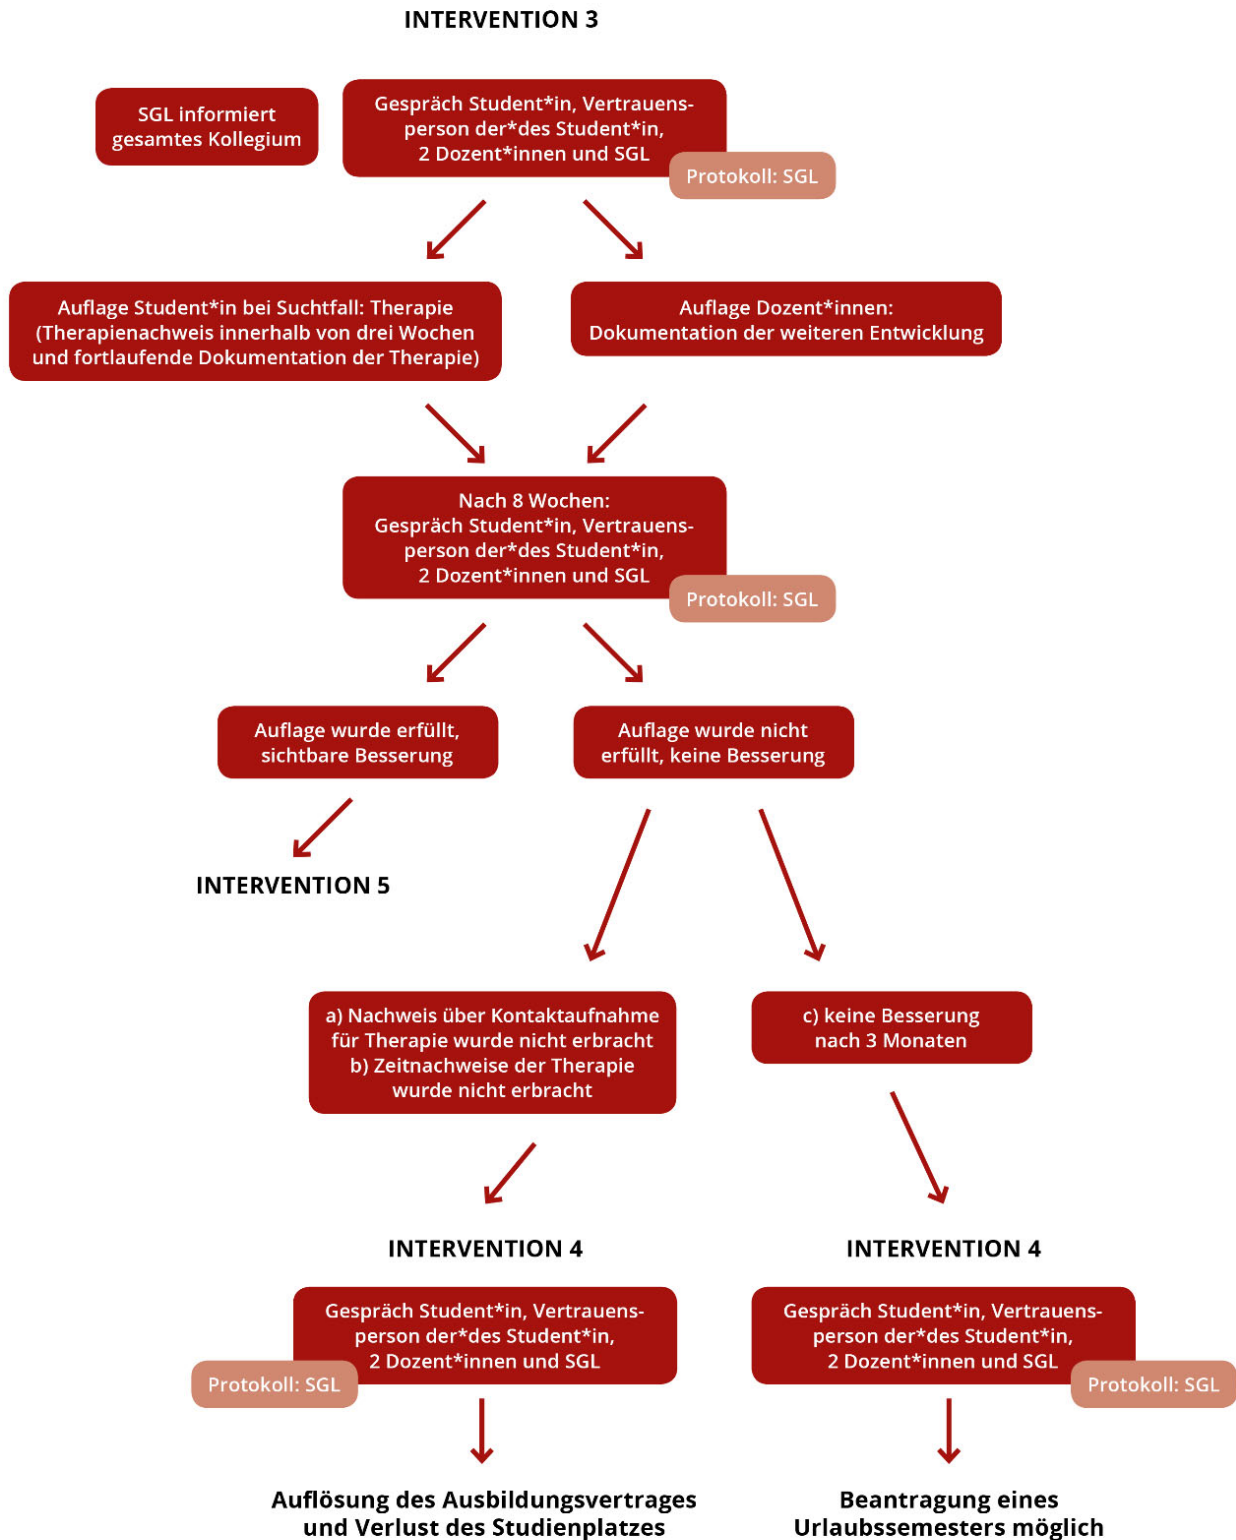 INTERVENTION 3
SGL informiert
gesamtes Kollegium
Gespräch Student*in, Vertrauens-
person der*des Student*in,
2 Dozent*innen und SGL
Protokoll: SGL
Auflage Student*in bei Suchtfall: Therapie
(Therapienachweis innerhalb von drei Wochen
und fortlaufende Dokumentation der Therapie)
Auflage Dozent*innen:
Dokumentation der weiteren Entwicklung
Nach 8 Wochen:
Gespräch Student*in, Vertrauens-
person der*des Student*in,
2 Dozent*innen und SGL
Protokoll: SGL
Auflage wurde erfüllt,
sichtbare Besserung
Auflage wurde nicht
erfüllt, keine Besserung
INTERVENTION 5
a) Nachweis über Kontaktaufnahme
für Therapie wurde nicht erbracht
b) Zeitnachweise der Therapie
wurde nicht erbracht
c) keine Besserung
nach 3 Monaten
INTERVENTION 4
Gespräch Student*in, Vertrauens-
person der*des Student*in,
2 Dozent*innen und SGL
Protokoll: SGL
Auflösung des Ausbildungsvertrages
und Verlust des Studienplatzes
INTERVENTION 4
Gespräch Student*in, Vertrauens-
person der*des Student*in,
2 Dozent*innen und SGL
Protokoll: SGL
Beantragung eines
Urlaubssemesters möglich